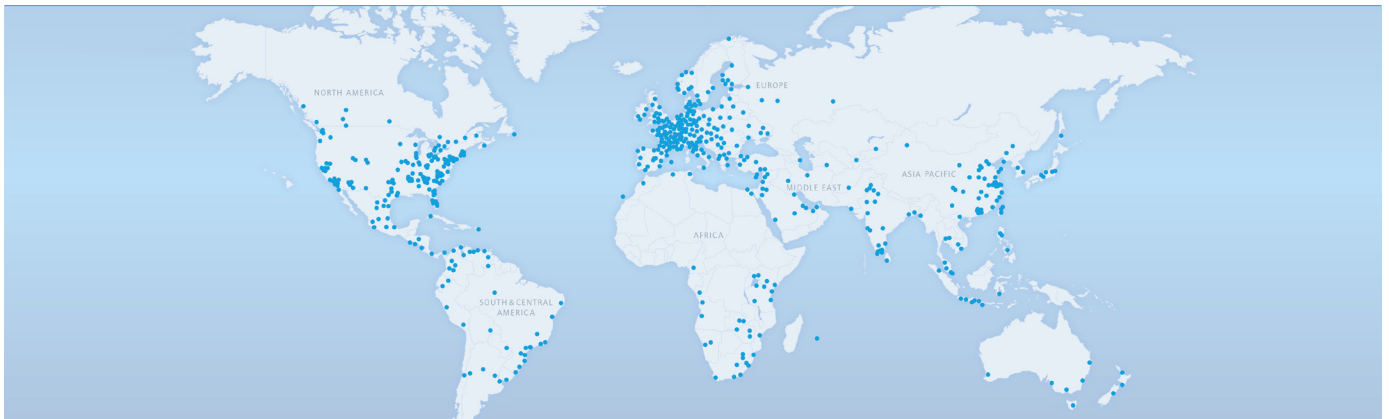 NORTH AMERICA
EUROPE
ASIA PACIFIC
MIDDLE EAST
AFRICA
SOUTH & CENTRAL
AMERICA